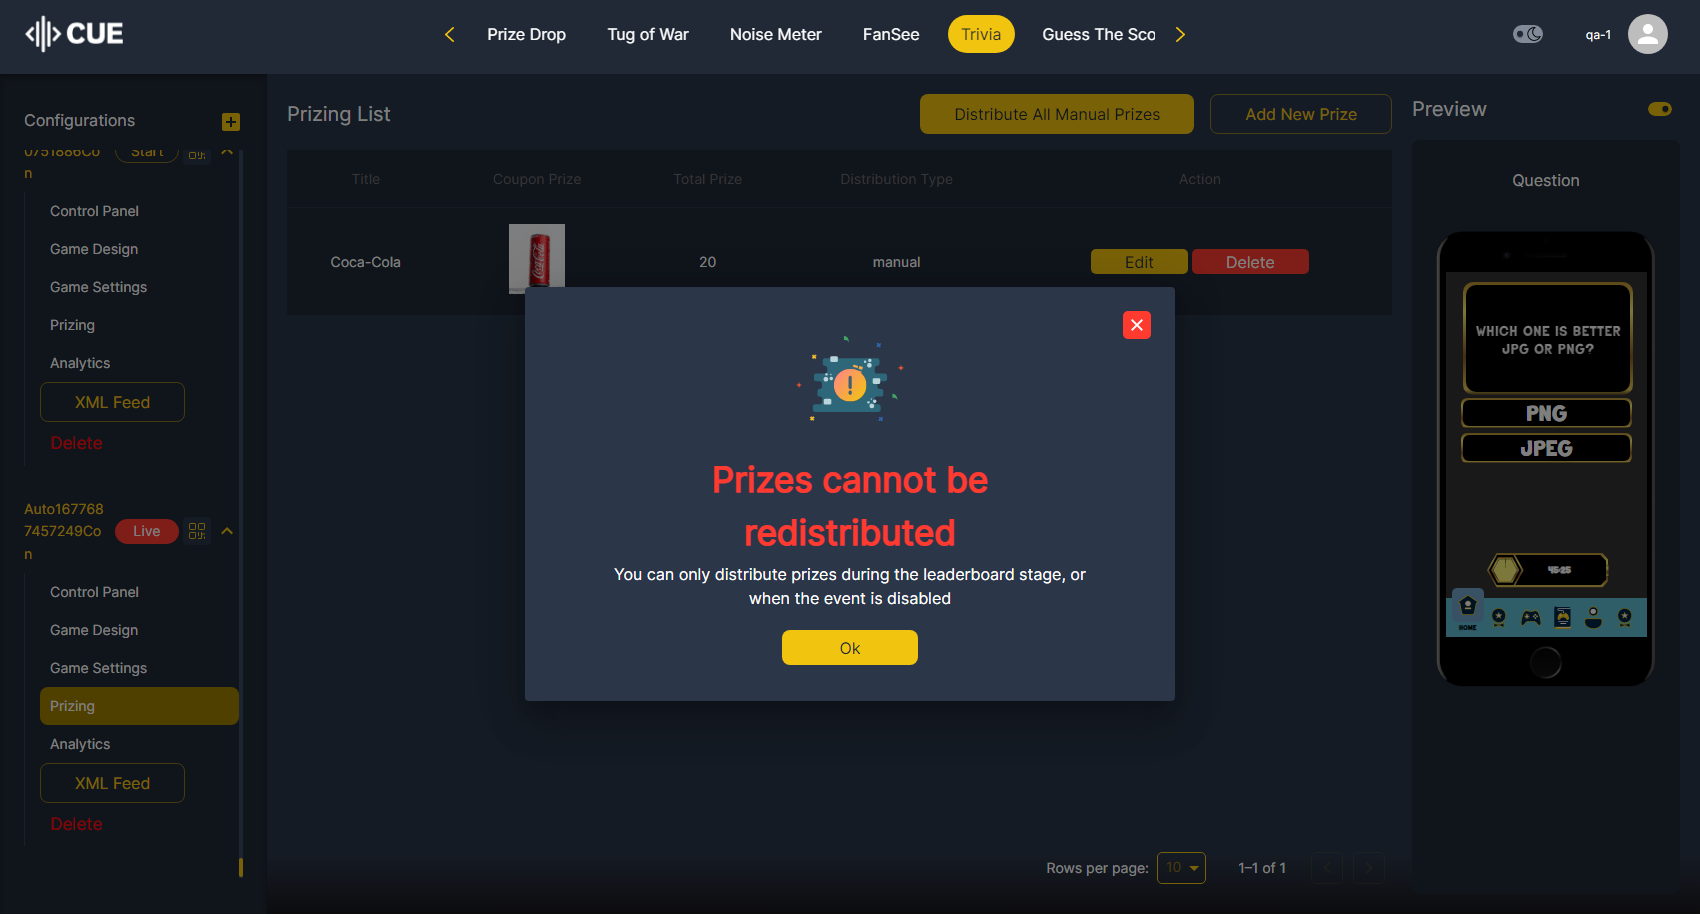 CUE
Prize Drop
Tug of War
Noise Meter
FanSee
Trivia
Guess The Sco
qa-1
Configurations
0751886Co
n
Start
Control Panel
Game Design
Game Settings
Prizing
Analytics
XML Feed
Delete
Auto167768
7457249Co
n
Live
Control Panel
Game Design
Game Settings
Prizing
Analytics
XML Feed
Delete
Prizing List
Distribute All Manual Prizes
Add New Prize
Title
Coupon Prize
Total Prize
Distribution Type
Action
Coca-Cola
Coca-Cola
20
manual
Edit
Delete
Prizes cannot be
redistributed
You can only distribute prizes during the leaderboard stage, or
when the event is disabled
Ok
Rows per page:
10
1–1 of 1
Preview
Question
WHICH ONE IS BETTER
JPG OR PNG?
PNG
JPEG
45:25
HOME